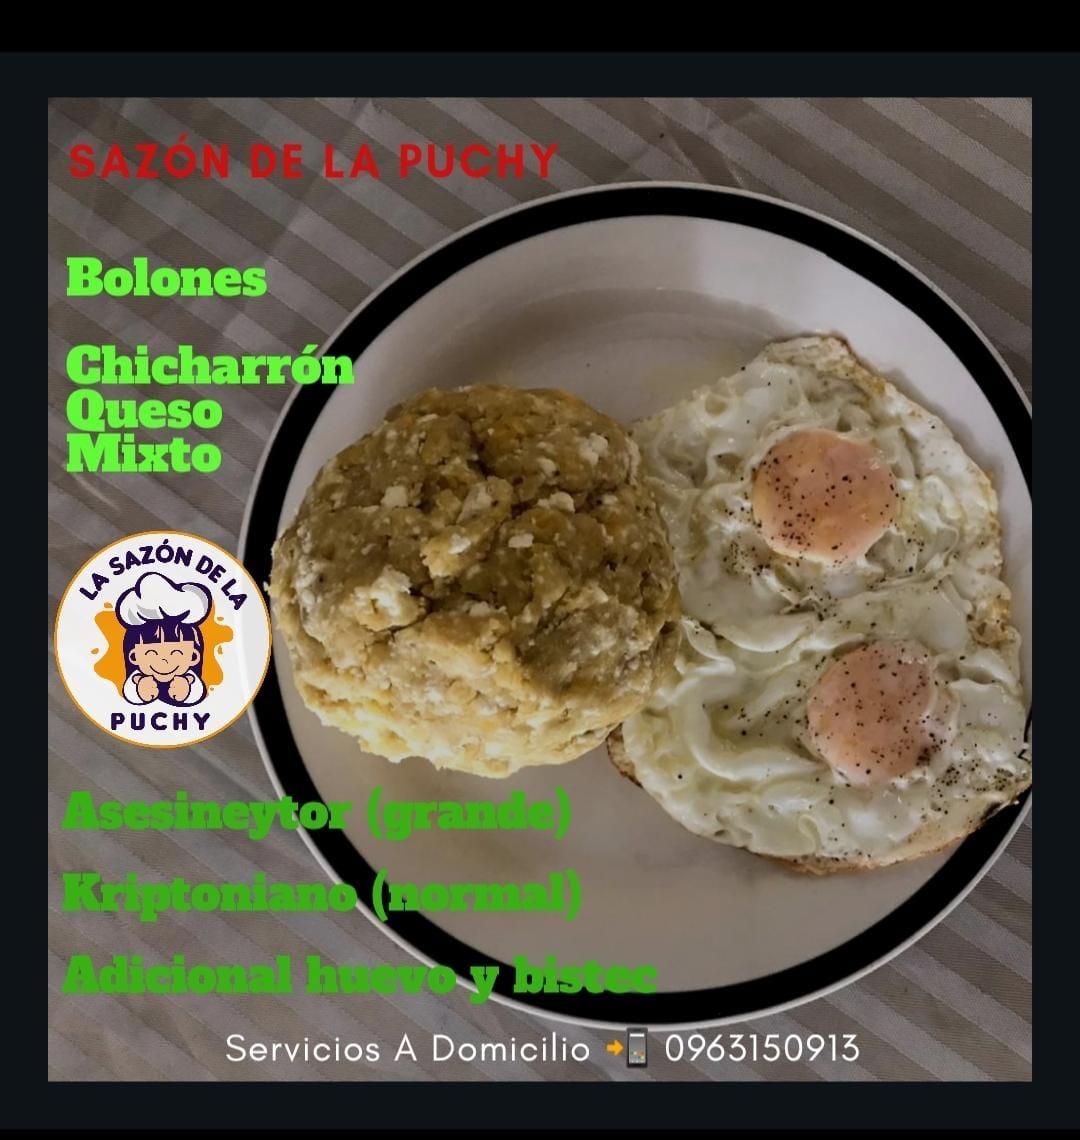 SAZÓN DE LA PUCHY
Bolones
Chicharrón
Queso
Mixto
LA SAZÓN DE LA
PUCHY
Asesineytor (grande)
Kriptoniano (normal)
Adicional huevo y bistec
Servicios A Domicilio 0963150913